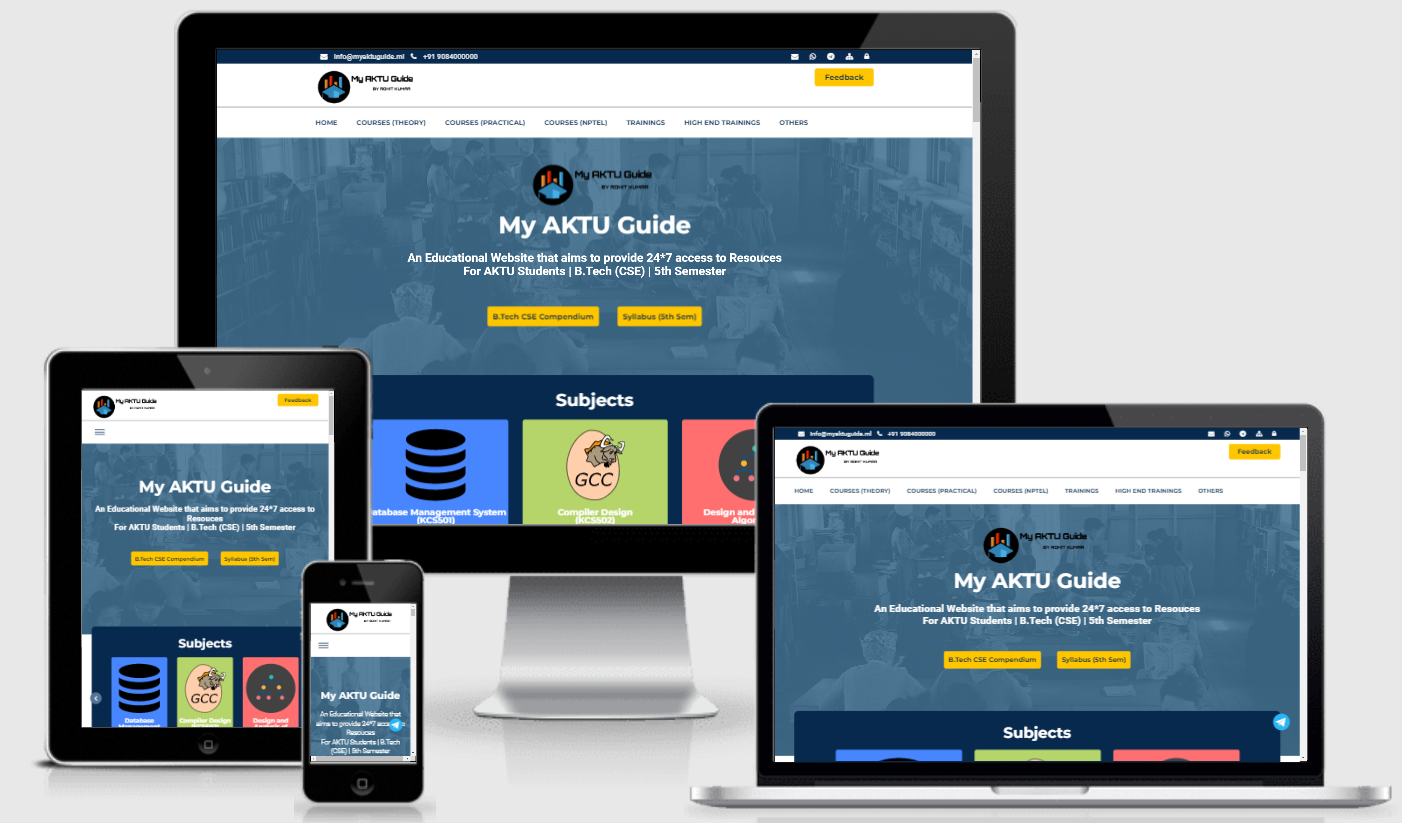 info@myaktuguide.ml +91 9084000000
My AKTU Guide
BY ROHIT KUMAR
Feedback
HOME COURSES (THEORY) COURSES (PRACTICAL) COURSES (NPTEL) TRAININGS HIGH END TRAININGS OTHERS
My AKTU Guide
BY ROHIT KUMAR
My AKTU Guide
An Educational Website that aims to provide 24*7 access to Resouces
For AKTU Students | B.Tech (CSE) | 5th Semester
B.Tech CSE Compendium Syllabus (5th Sem)
Subjects
GCC
atabase Management System
(KCS501)
Compiler Design
(KCS502)
Design and
Algor
My AKTU Guide
BY ROHIT KUMAR
Feedback
My AKTU Guide
An Educational Website that aims to provide 24*7 access to
Resouces
For AKTU Students | B.Tech (CSE) | 5th Semester
B.Tech CSE Compendium Syllabus (5th Sem)
Subjects
GCC
Database
Management
Compiler Design
Design and
Analysis of
My AKTU Guide
BY ROHIT KUMAR
My AKTU Guide
An Educational Website that
aims to provide 24*7 acce
Resouces
For AKTU Students | B.Tech
(CSE) | 5th Semester
info@myaktuguide.ml +91 9084000000
My AKTU Guide
BY ROHIT KUMAR
Feedback
HOME COURSES (THEORY) COURSES (PRACTICAL) COURSES (NPTEL) TRAININGS HIGH END TRAININGS OTHERS
My AKTU Guide
BY ROHIT KUMAR
My AKTU Guide
An Educational Website that aims to provide 24*7 access to Resouces
For AKTU Students | B.Tech (CSE) | 5th Semester
B.Tech CSE Compendium Syllabus (5th Sem)
Subjects